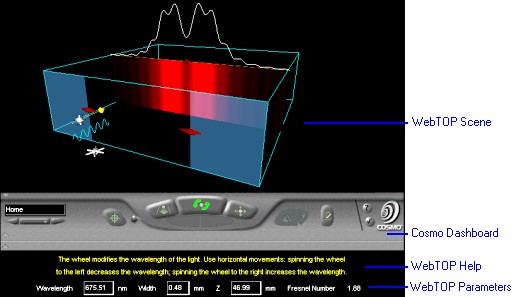 WebTOP Scene
Home
?
COSMO
Cosmo Dashboard
The wheel modifies the wavelength of the light. Use horizontal movements: spinning the wheel
to the left decreases the wavelength; spinning the wheel to the right increases the wavelength.
WebTOP Help
Wavelength 675.51 nm Width 0.48 mm Z 46.99 mm Fresnel Number 1.86
WebTOP Parameters